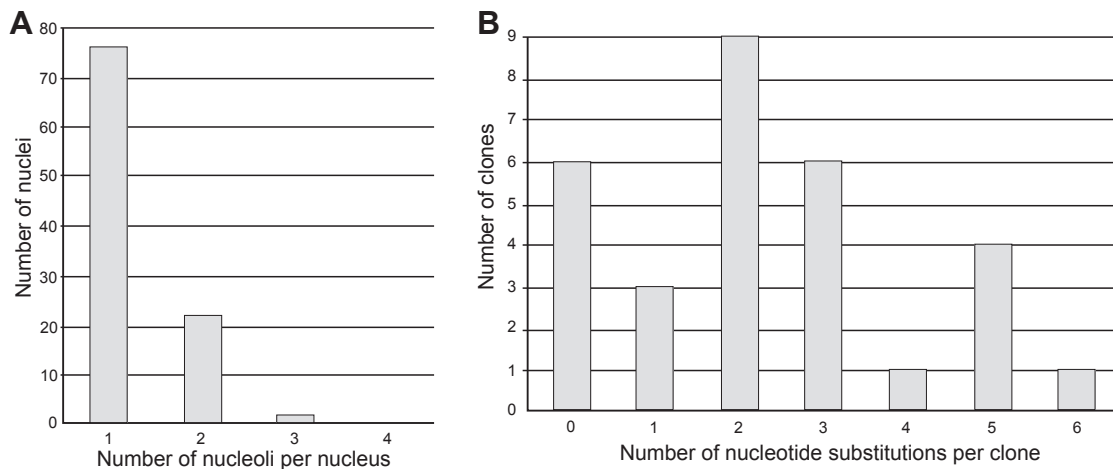 A
Number of nuclei
80
70
60
50
40
30
20
10
0
1 2 3 4
Number of nucleoli per nucleus
B
Number of clones
9
8
7
6
5
4
3
2
1
0
0 1 2 3 4 5 6
Number of nucleotide substitutions per clone